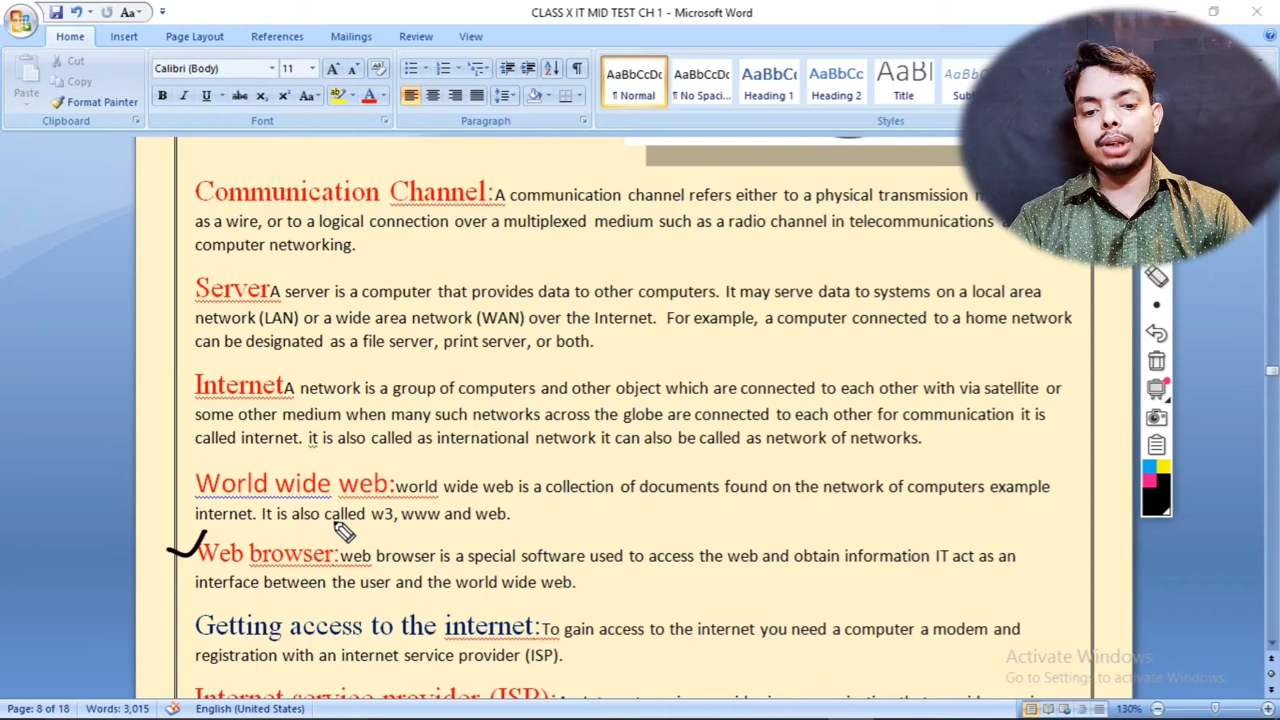 CLASS X IT MID TEST CH 1 - Microsoft Word
Aa
Home Insert Page Layout References Mailings Review View
Paste
Cut
Copy
Format Painter
Clipboard
Calibri (Body) 11
Font
Paragraph
AaBbCcDc AaBbCcDc AaBbCc AaBbCc AaBl
¶ Normal ¶ No Spaci... Heading 1 Heading 2 Title
Styles
Communication Channel:A communication channel refers either to a physical transmission
as a wire, or to a logical connection over a multiplexed medium such as a radio channel in telecommunications
computer networking.
ServerA server is a computer that provides data to other computers. It may serve data to systems on a local area
network (LAN) or a wide area network (WAN) over the Internet. For example, a computer connected to a home network
can be designated as a file server, print server, or both.
InternetA network is a group of computers and other object which are connected to each other with via satellite or
some other medium when many such networks across the globe are connected to each other for communication it is
called internet. it is also called as international network it can also be called as network of networks.
World wide web:world wide web is a collection of documents found on the network of computers example
internet. It is also called w3, www and web.
Web browser:web browser is a special software used to access the web and obtain information IT act as an
interface between the user and the world wide web.
Getting access to the internet:To gain access to the internet you need a computer a modem and
registration with an internet service provider (ISP).
Internet service provider (ISP):
Activate Windows
Go to Settings to activate Windows.
Page: 8 of 18 Words: 3,015 English (United States) 130%